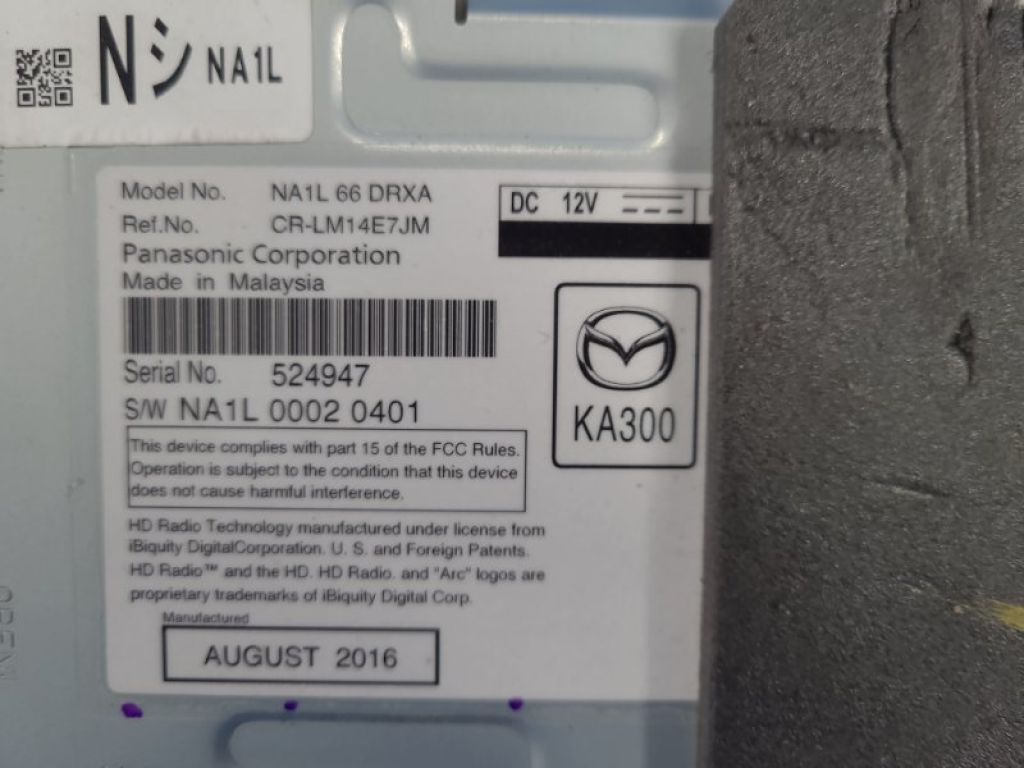 Nシ NA1L
Model No. NA1L 66 DRXA
Ref.No. CR-LM14E7JM
Panasonic Corporation
Made in Malaysia
Serial No. 524947
S/W NA1L 0002 0401
This device complies with part 15 of the FCC Rules.
Operation is subject to the condition that this device
does not cause harmful interference.
HD Radio Technology manufactured under license from
iBiquity DigitalCorporation. U. S. and Foreign Patents.
HD Radio™ and the HD. HD Radio. and "Arc" logos are
proprietary trademarks of iBiquity Digital Corp.
Manufactured
AUGUST 2016
DC 12V
KA300